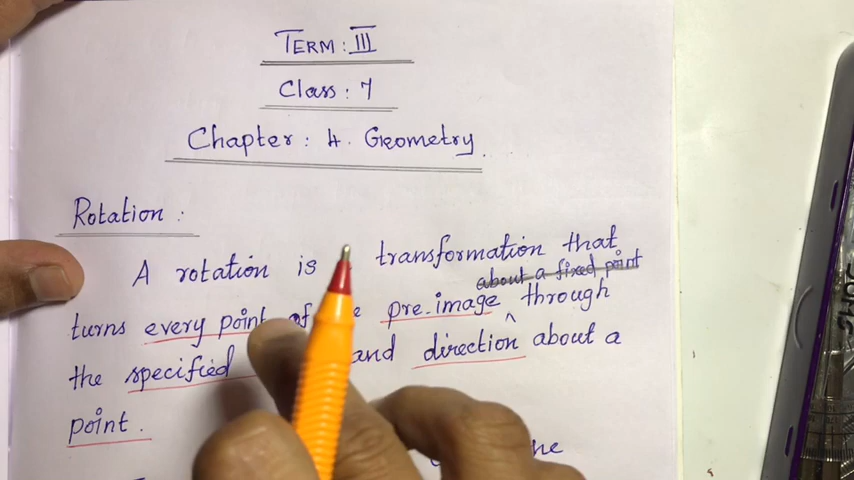 TERM : III
Class : 7
Chapter : 4. Geometry
Rotation :
A rotation is transformation that
about a fixed point
turns every point of pre-image through
the specified and direction about a
point.